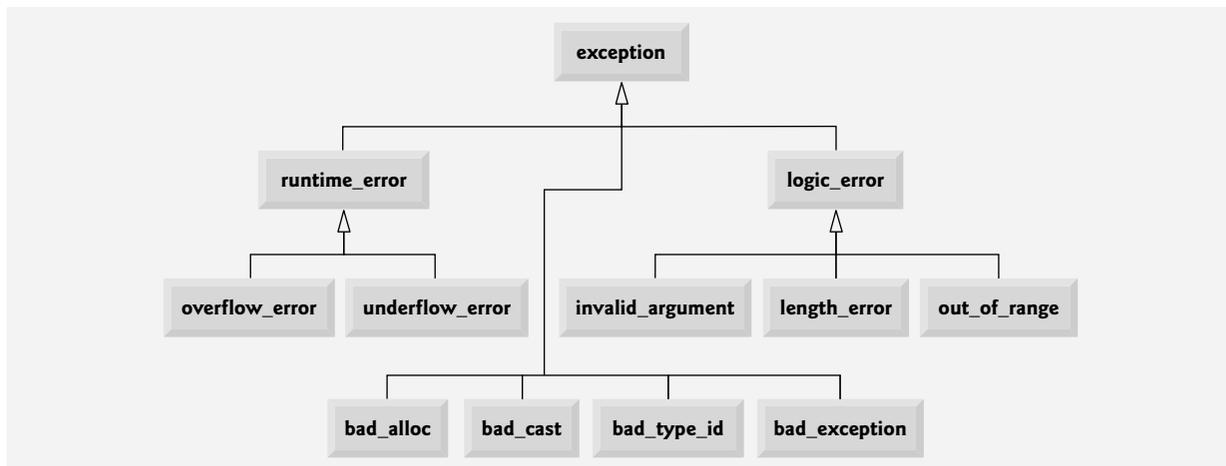 exception
runtime_error
logic_error
overflow_error
underflow_error
invalid_argument
length_error
out_of_range
bad_alloc
bad_cast
bad_type_id
bad_exception